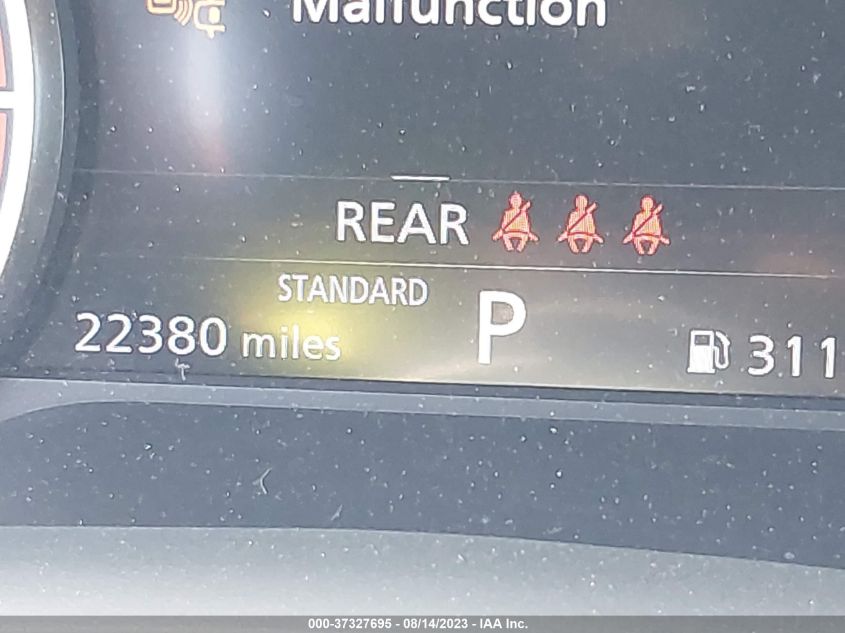 Malfunction
REAR
STANDARD
P
22380 miles
311
000-37327695 - 08/14/2023 - IAA Inc.